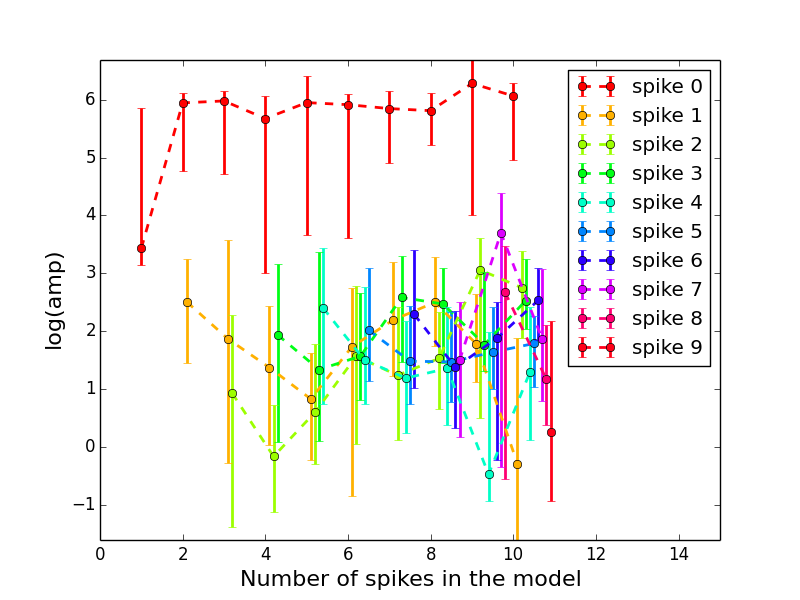 log(amp)
6
5
4
3
2
1
0
−1
0 2 4 6 8 10 12 14
Number of spikes in the model
spike 0
spike 1
spike 2
spike 3
spike 4
spike 5
spike 6
spike 7
spike 8
spike 9